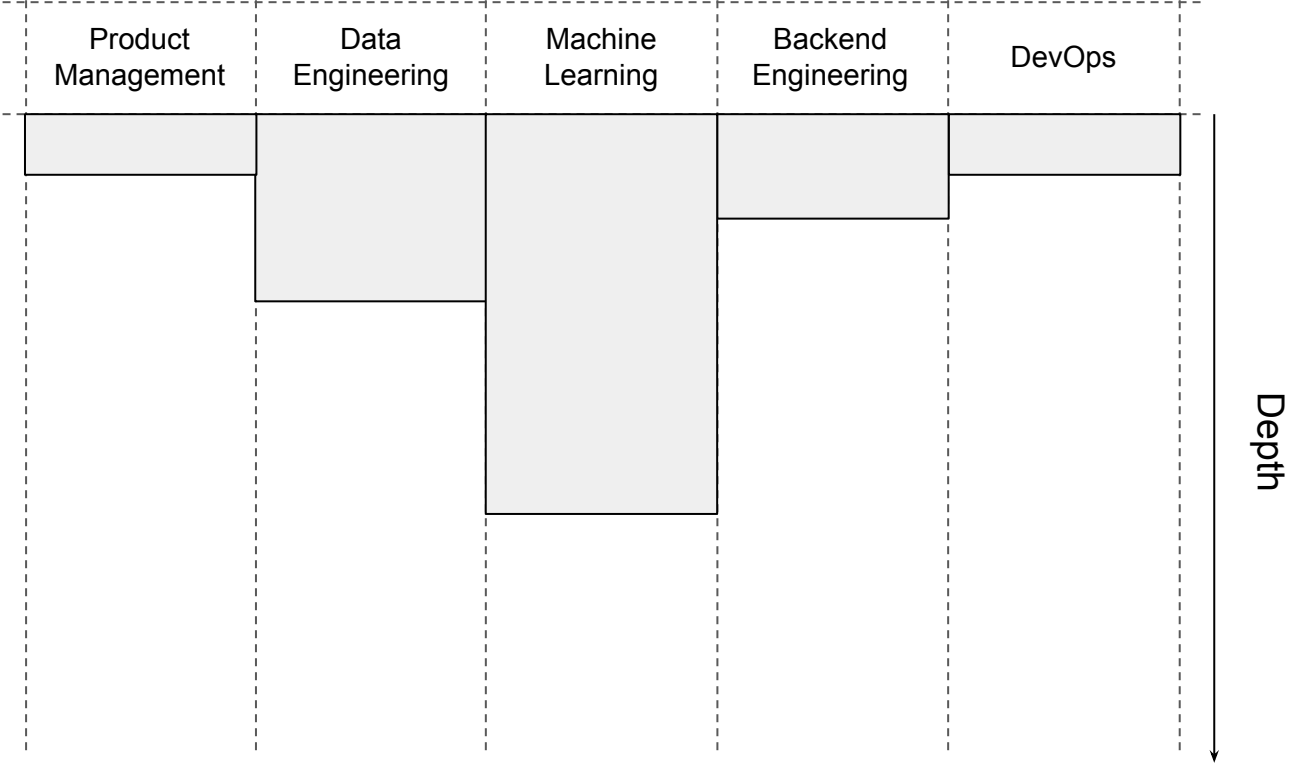 Product
Management
Data
Engineering
Machine
Learning
Backend
Engineering
DevOps
Depth